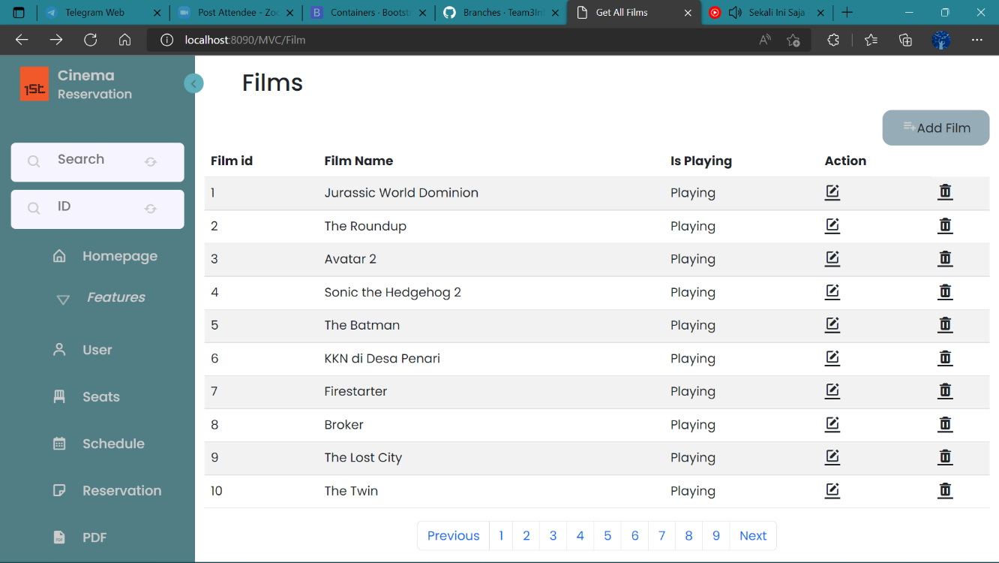 Telegram Web
Post Attendee - Zoo
Containers · Bootst
Branches · Team3In
Get All Films
Sekali Ini Saja
localhost:8090/MVC/Film
1st
Cinema
Reservation
Search
ID
Homepage
Features
User
Seats
Schedule
Reservation
PDF
Films
Add Film
Film id Film Name Is Playing Action
1 Jurassic World Dominion Playing
2 The Roundup Playing
3 Avatar 2 Playing
4 Sonic the Hedgehog 2 Playing
5 The Batman Playing
6 KKN di Desa Penari Playing
7 Firestarter Playing
8 Broker Playing
9 The Lost City Playing
10 The Twin Playing
Previous 1 2 3 4 5 6 7 8 9 Next